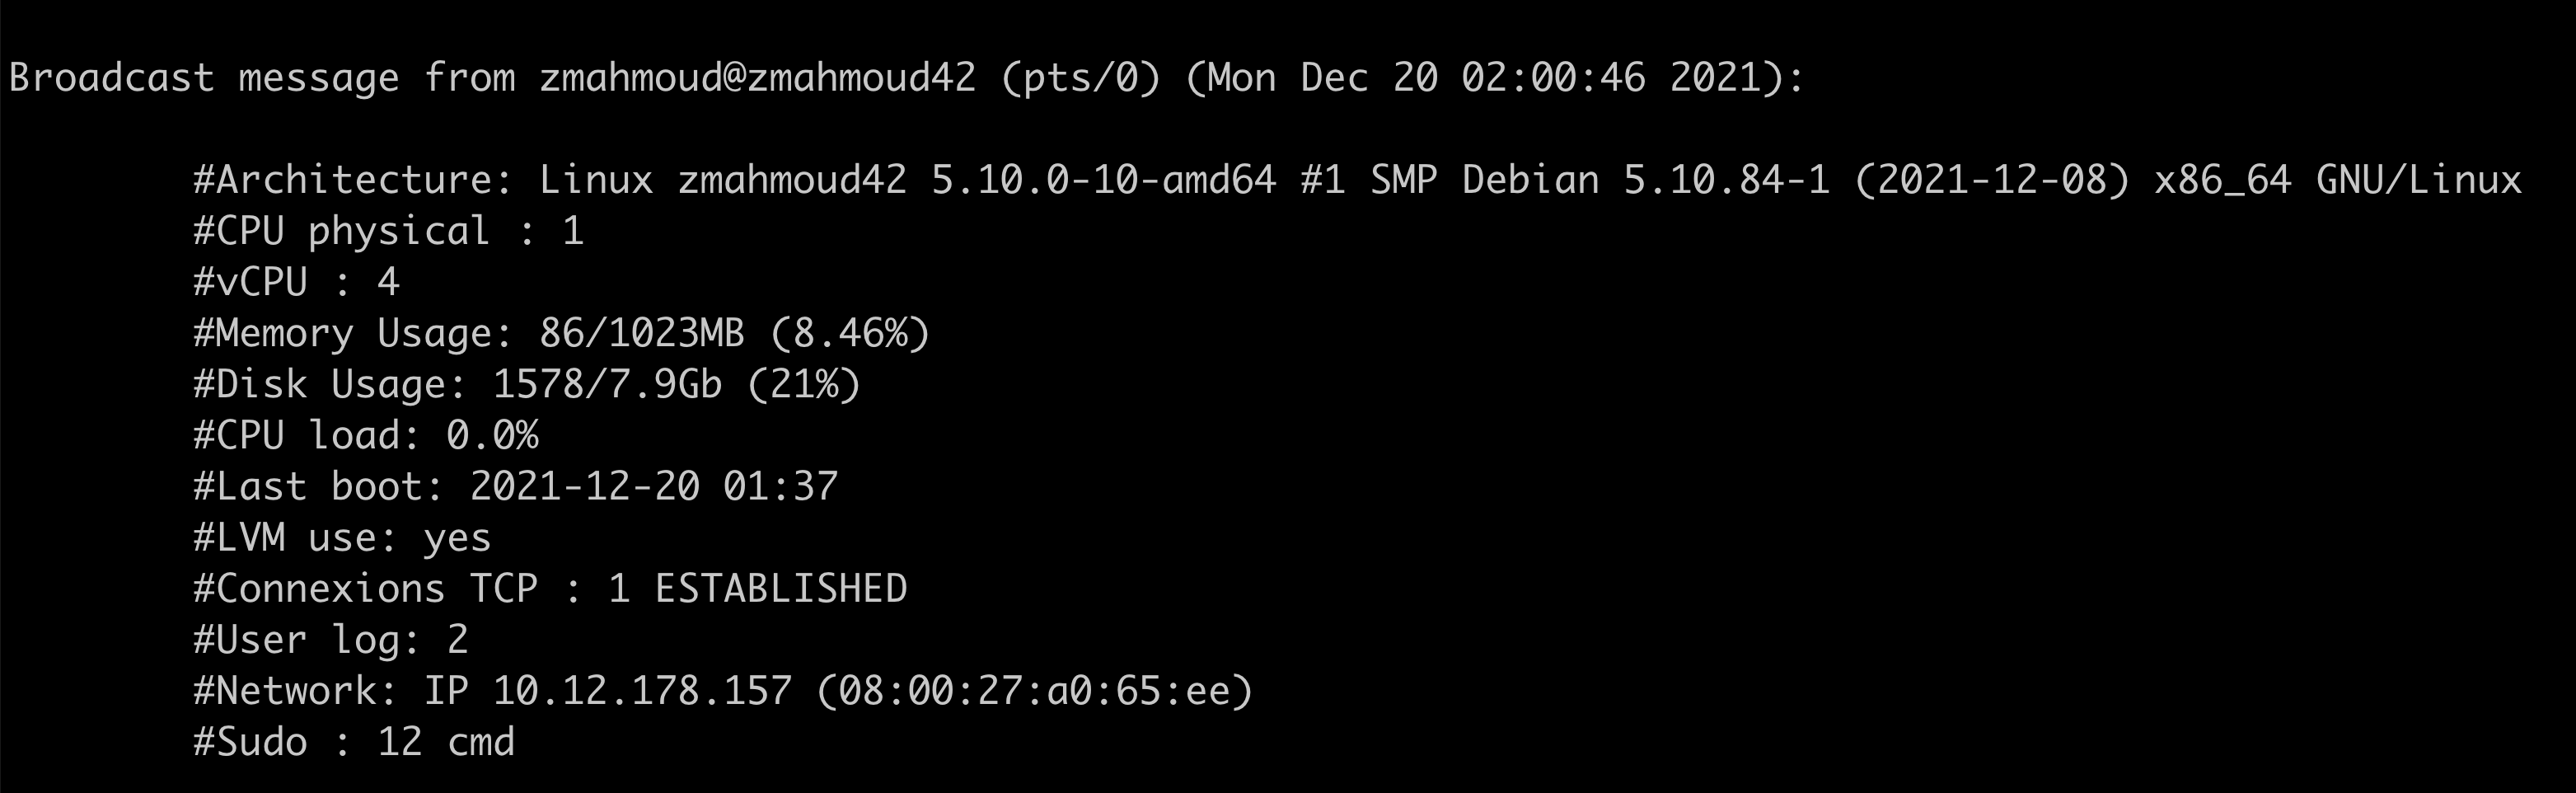 Broadcast message from zmahmoud@zmahmoud42 (pts/0) (Mon Dec 20 02:00:46 2021):
#Architecture: Linux zmahmoud42 5.10.0-10-amd64 #1 SMP Debian 5.10.84-1 (2021-12-08) x86_64 GNU/Linux
#CPU physical : 1
#vCPU : 4
#Memory Usage: 86/1023MB (8.46%)
#Disk Usage: 1578/7.9Gb (21%)
#CPU load: 0.0%
#Last boot: 2021-12-20 01:37
#LVM use: yes
#Connexions TCP : 1 ESTABLISHED
#User log: 2
#Network: IP 10.12.178.157 (08:00:27:a0:65:ee)
#Sudo : 12 cmd